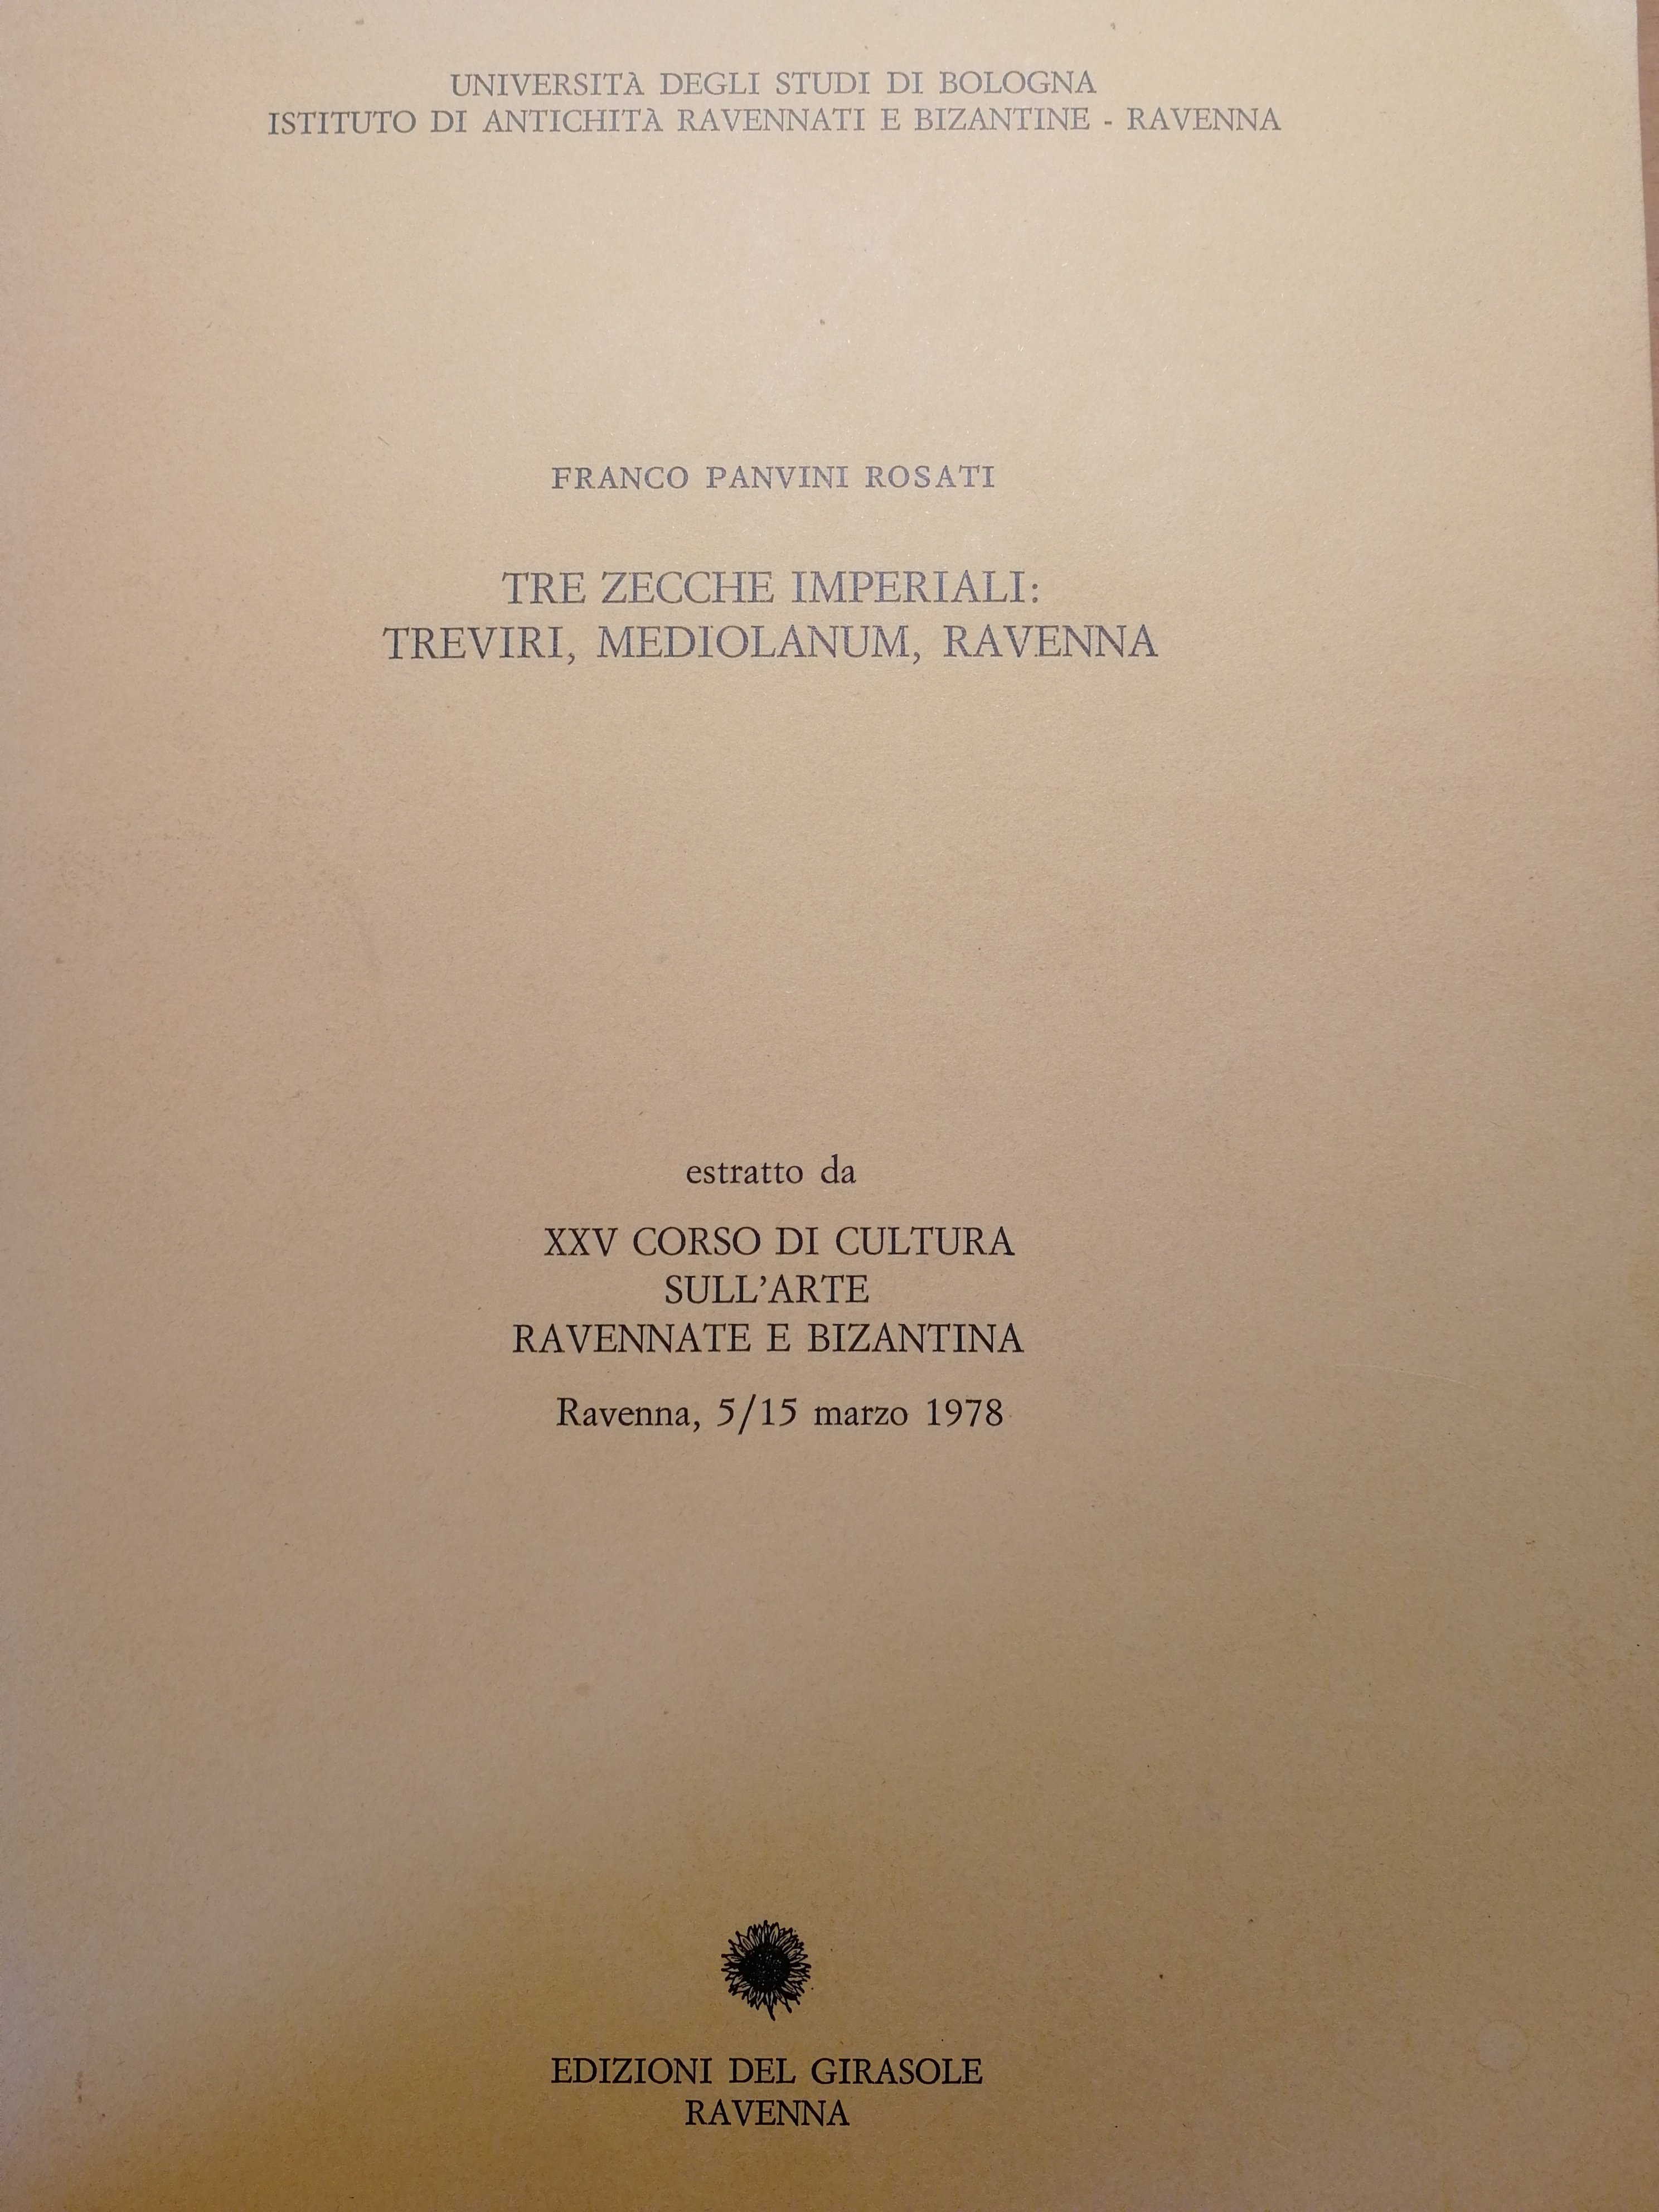 UNIVERSITÀ DEGLI STUDI DI BOLOGNA
ISTITUTO DI ANTICHITÀ RAVENNATI E BIZANTINE - RAVENNA
FRANCO PANVINI ROSATI
TRE ZECCHE IMPERIALI:
TREVIRI, MEDIOLANUM, RAVENNA
estratto da
XXV CORSO DI CULTURA
SULL'ARTE
RAVENNATE E BIZANTINA
Ravenna, 5/15 marzo 1978
EDIZIONI DEL GIRASOLE
RAVENNA